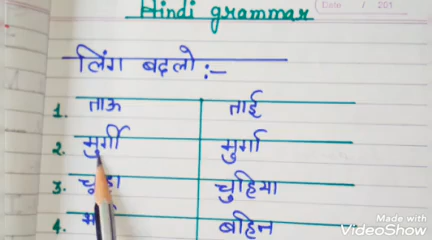 Hindi grammar
Date / 201
लिंग बदलो :-
1. ताऊ ताई
2. मुर्गी मुर्गा
3. चुहिया
4. बहिन
Made with
VideoShow